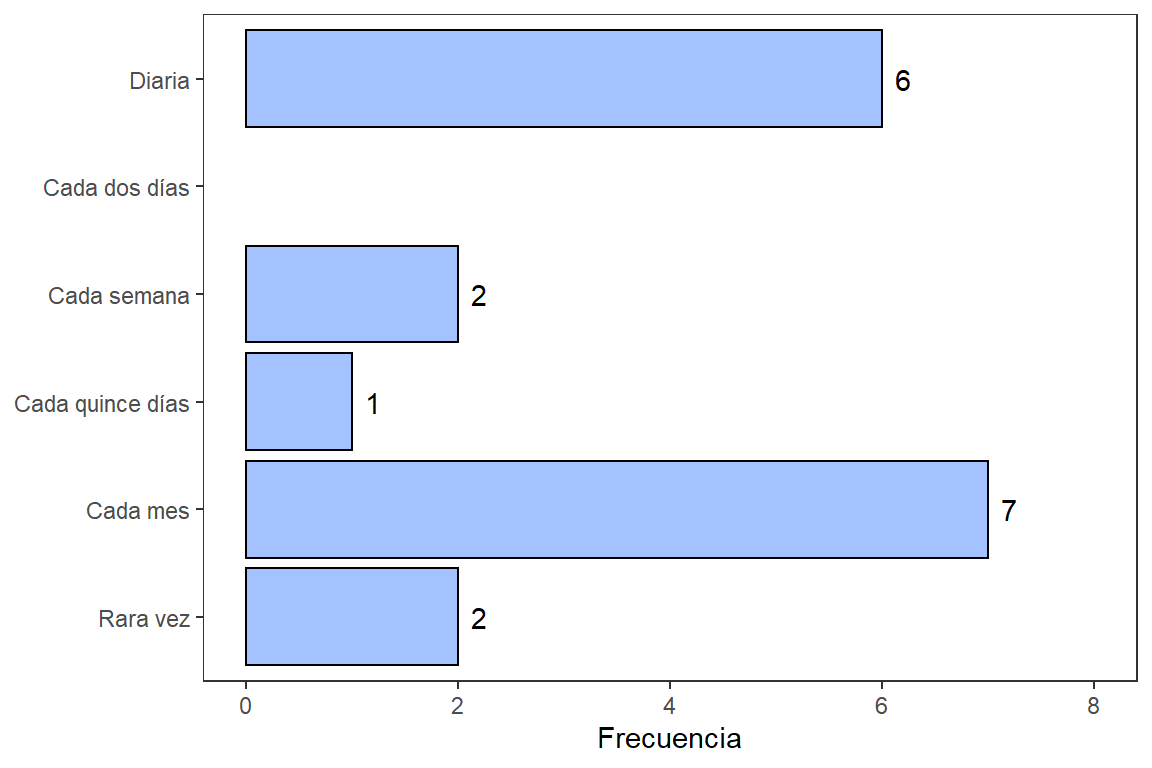 Diaria 6
Cada dos días
Cada semana 2
Cada quince días 1
Cada mes 7
Rara vez 2
0 2 4 6 8
Frecuencia